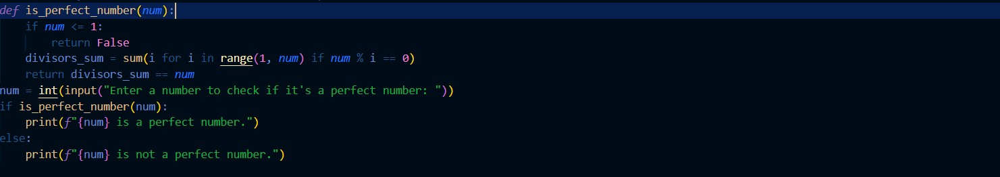 def is_perfect_number(num):
    if num <= 1:
        return False
    divisors_sum = sum(i for i in range(1, num) if num % i == 0)
    return divisors_sum == num
num = int(input("Enter a number to check if it's a perfect number: "))
if is_perfect_number(num):
    print(f"{num} is a perfect number.")
else:
    print(f"{num} is not a perfect number.")